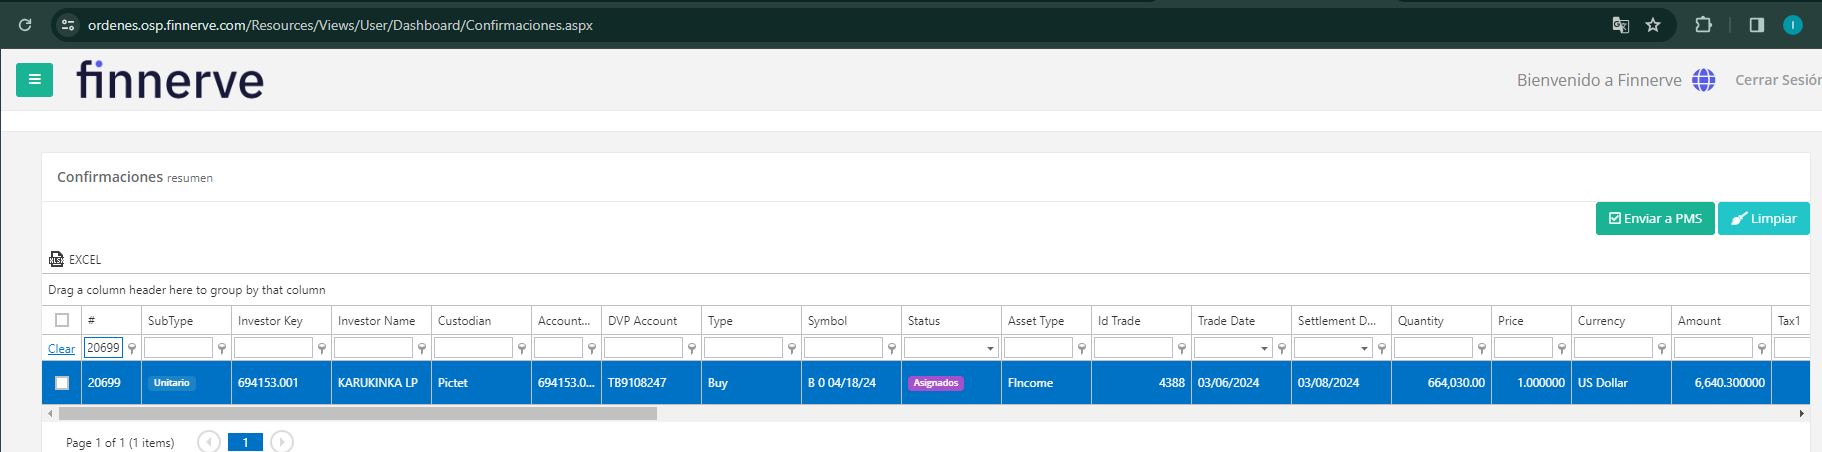 ordenes.osp.finnerve.com/Resources/Views/User/Dashboard/Confirmaciones.aspx
I
finnerve
Bienvenido a Finnerve
Cerrar Sesión
Confirmaciones resumen
Enviar a PMS
Limpiar
EXCEL
Drag a column header here to group by that column
# SubType Investor Key Investor Name Custodian Account... DVP Account Type Symbol Status Asset Type Id Trade Trade Date Settlement D... Quantity Price Currency Amount Tax1
Clear 20699
20699 Unitario 694153.001 KARUKINKA LP Pictet 694153.0... TB9108247 Buy B 0 04/18/24 Asignados FIncome 4388 03/06/2024 03/08/2024 664,030.00 1.000000 US Dollar 6,640.300000
Page 1 of 1 (1 items) 1